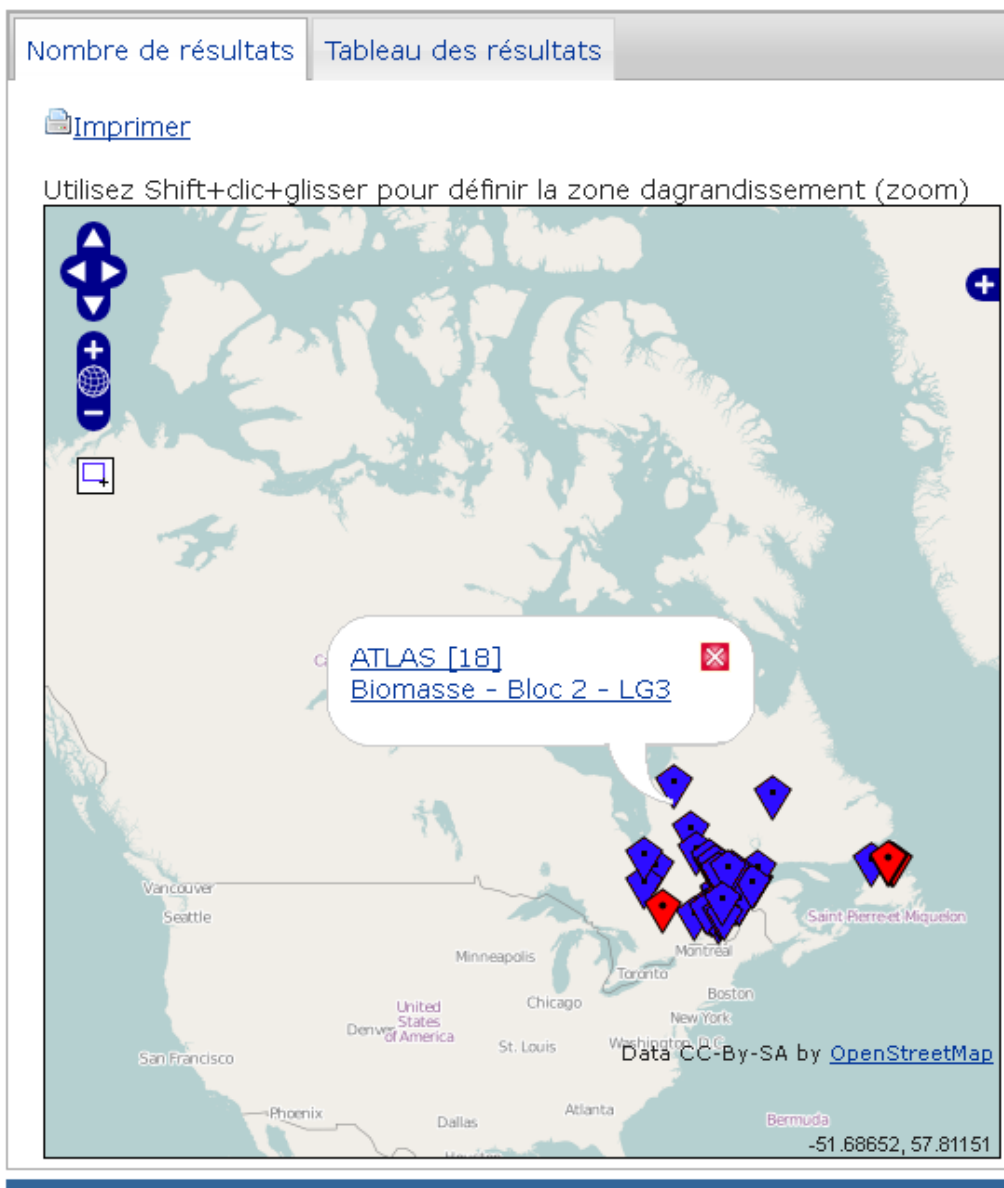 Nombre de résultats
Tableau des résultats
Imprimer
Utilisez Shift+clic+glisser pour définir la zone dagrandissement (zoom)
ATLAS [18]
Biomasse - Bloc 2 - LG3
Vancouver
Seattle
Saint Pierre et Miquelon
Montréal
Minneapolis
Toronto
Boston
Chicago
New York
United
States
of America
Denver
St. Louis
Washington, D.C.
San Francisco
Data CC-By-SA by OpenStreetMap
Phoenix
Dallas
Atlanta
Bermuda
-51.68652, 57.81151